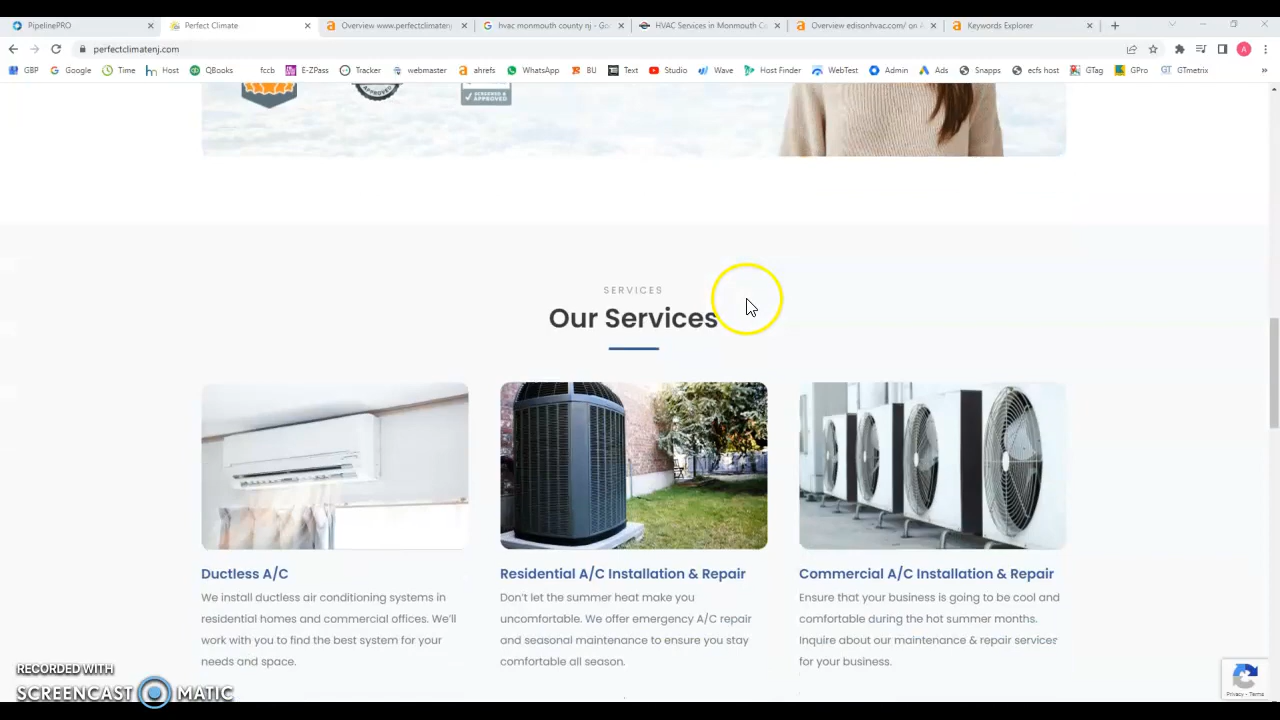 PipelinePRO
Perfect Climate
Overview www.perfectclimatenj.
hvac monmouth county nj - Go
HVAC Services in Monmouth C
Overview edisonhvac.com/ on A
Keywords Explorer
perfectclimatenj.com
A
GBP
Google
Time
Host
QBooks
fccb
E-ZPass
Tracker
webmaster
ahrefs
WhatsApp
BU
Text
Studio
Wave
Host Finder
WebTest
Admin
Ads
Snapps
ecfs host
GTag
GPro
GTmetrix
APPROVED
SCREENED
& APPROVED
SERVICES
Our Services
Ductless A/C
We install ductless air conditioning systems in
residential homes and commercial offices. We'll
work with you to find the best system for your
needs and space.
Residential A/C Installation & Repair
Don't let the summer heat make you
uncomfortable. We offer emergency A/C repair
and seasonal maintenance to ensure you stay
comfortable all season.
Commercial A/C Installation & Repair
Ensure that your business is going to be cool and
comfortable during the hot summer months.
Inquire about our maintenance & repair services
for your business.
RECORDED WITH
SCREENCAST MATIC
Privacy - Terms